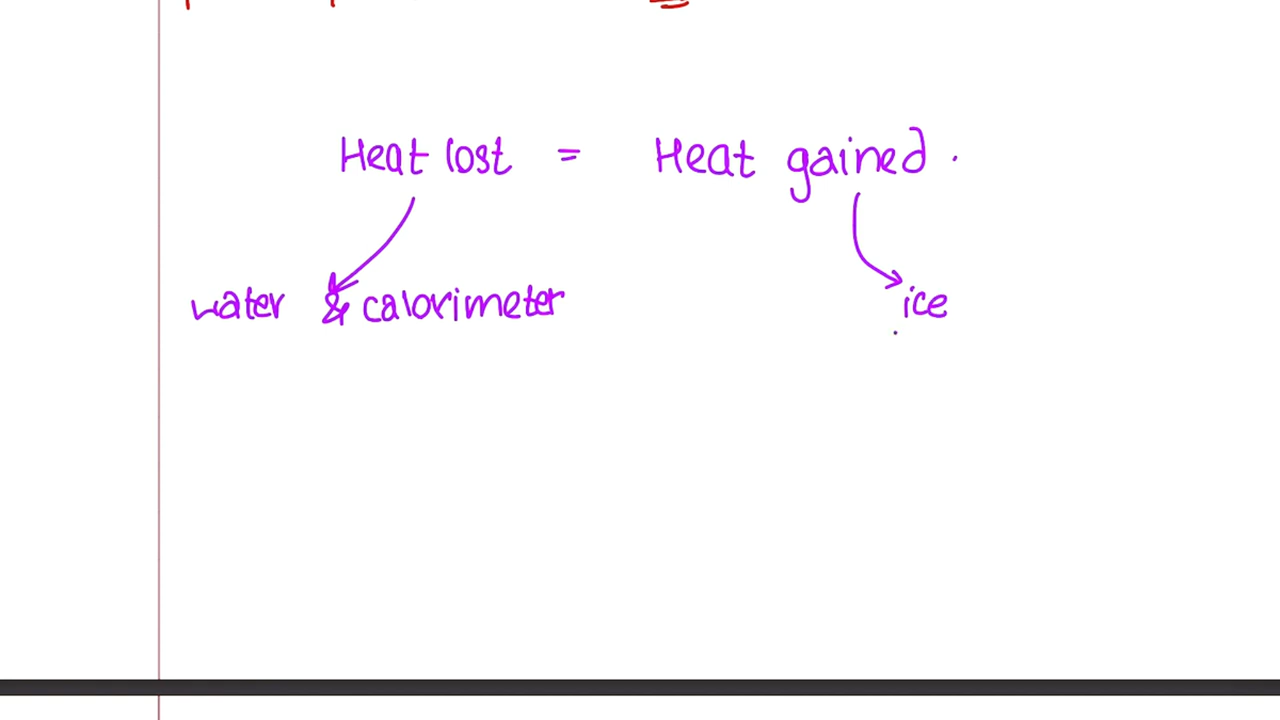 Heat lost = Heat gained.
water & calorimeter ice